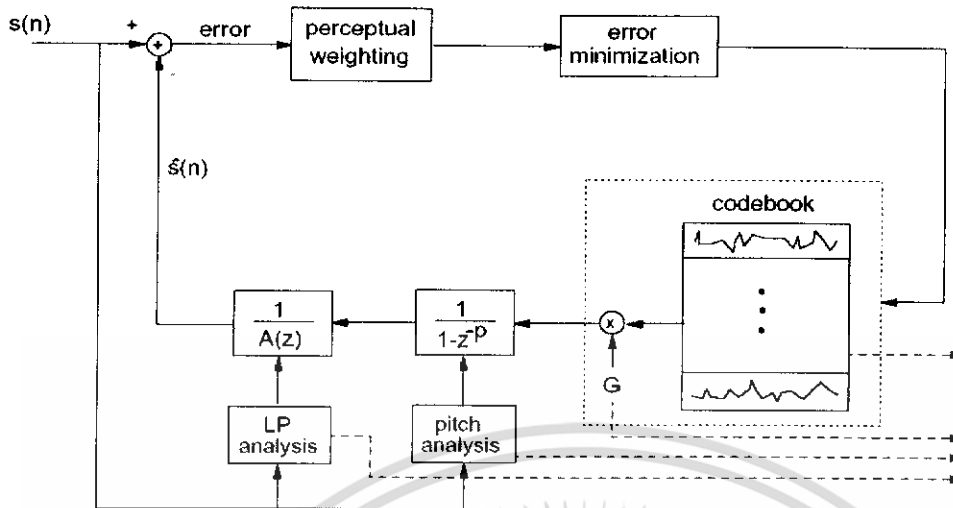 s(n)
+
+
error
perceptual
weighting
error
minimization
ŝ(n)
codebook
1
A(z)
1
1-z^-p
x
G
LP
analysis
pitch
analysis